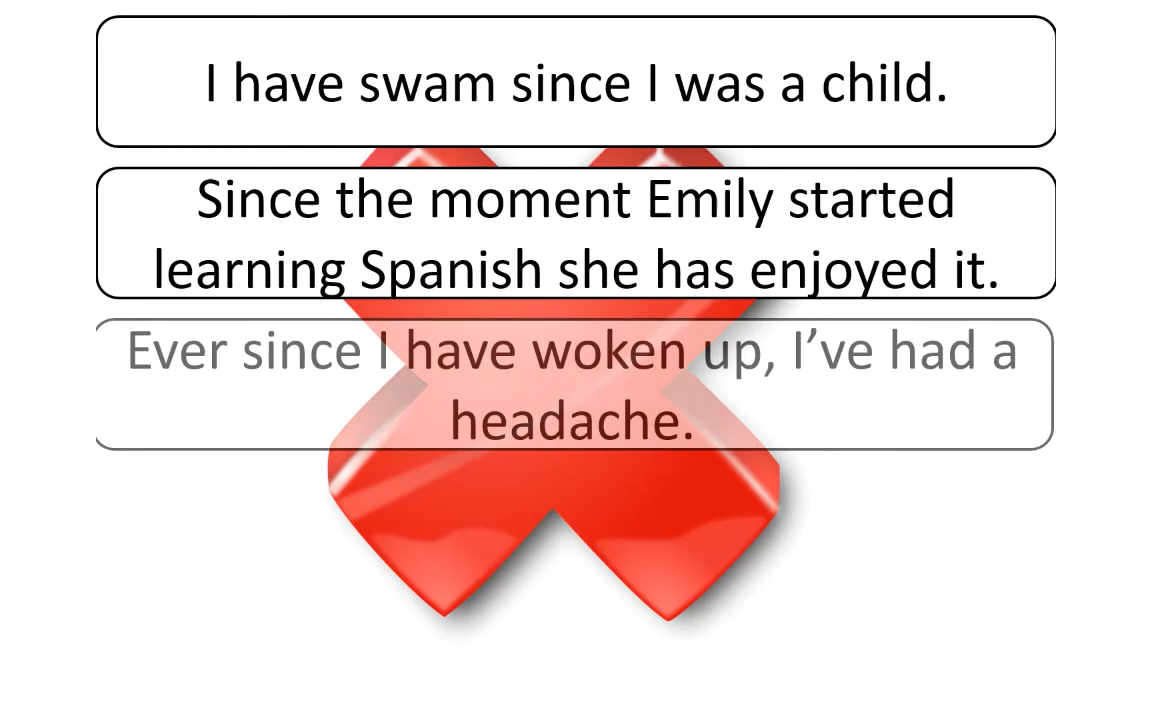 I have swam since I was a child.
Since the moment Emily started
learning Spanish she has enjoyed it.
Ever since I have woken up, I’ve had a
headache.